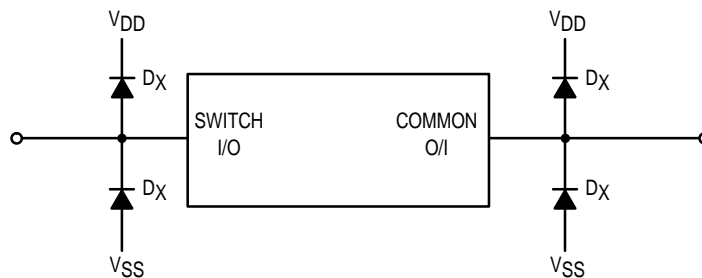 VDD
VDD
DX
DX
SWITCH
I/O
COMMON
O/I
DX
DX
VSS
VSS